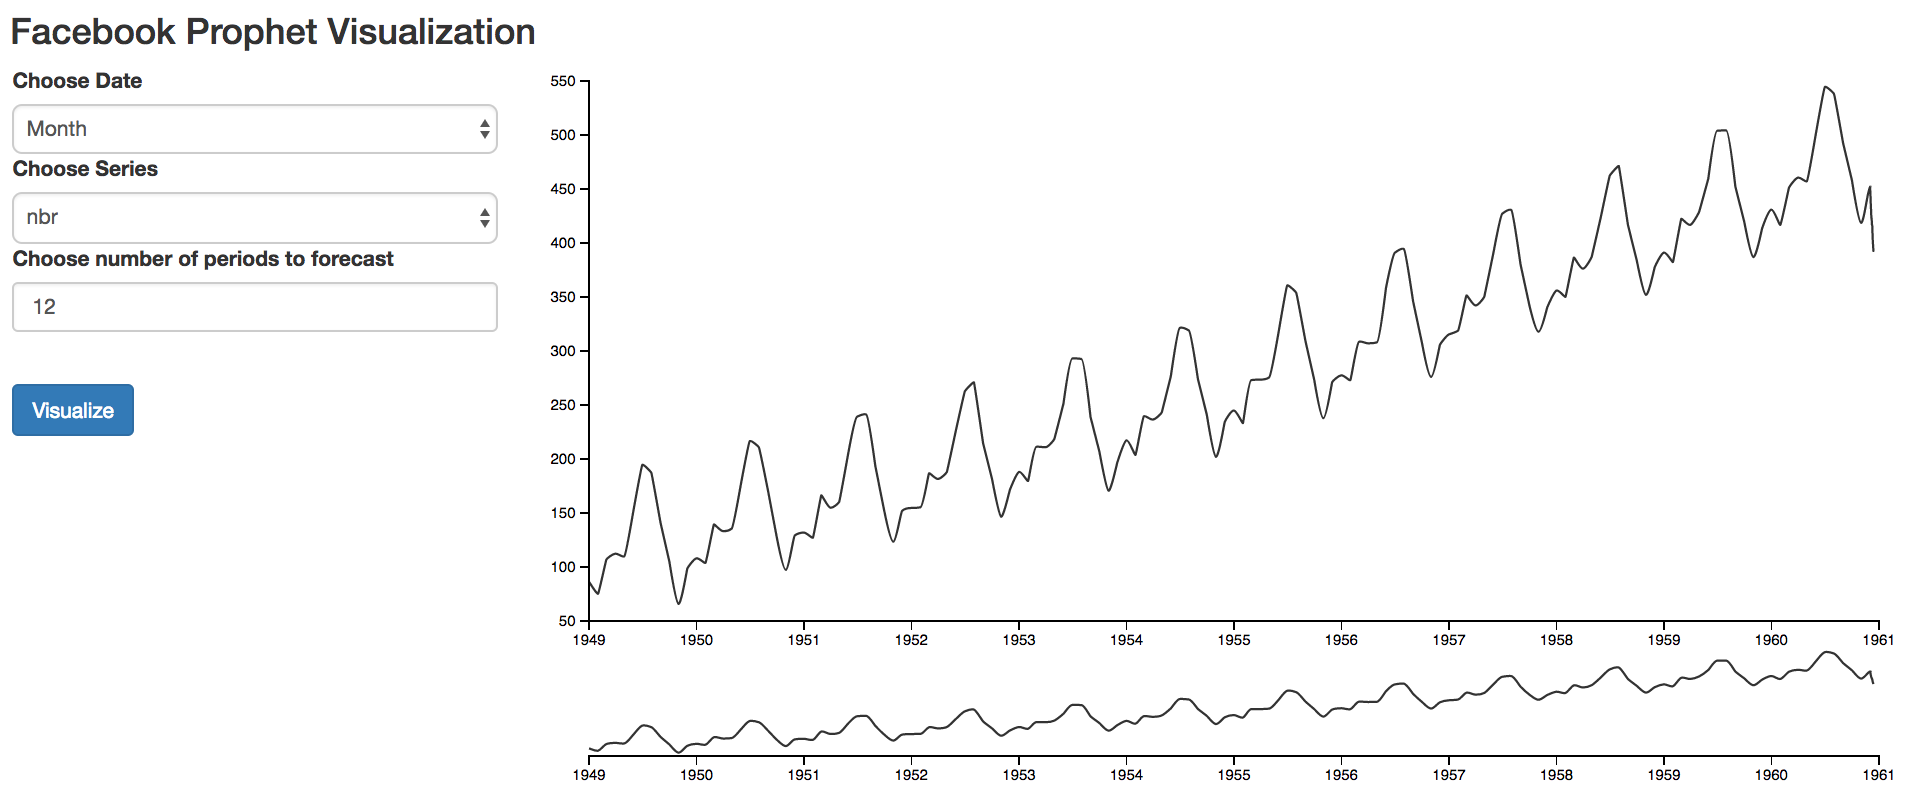 Facebook Prophet Visualization
Choose Date
Month
Choose Series
nbr
Choose number of periods to forecast
12
Visualize
550
500
450
400
350
300
250
200
150
100
50
1949 1950 1951 1952 1953 1954 1955 1956 1957 1958 1959 1960 1961
1949 1950 1951 1952 1953 1954 1955 1956 1957 1958 1959 1960 1961